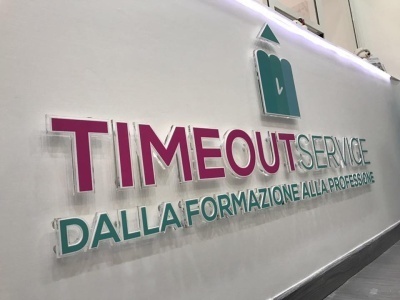 TIMEOUTSERVICE
DALLA FORMAZIONE ALLA PROFESSIONE